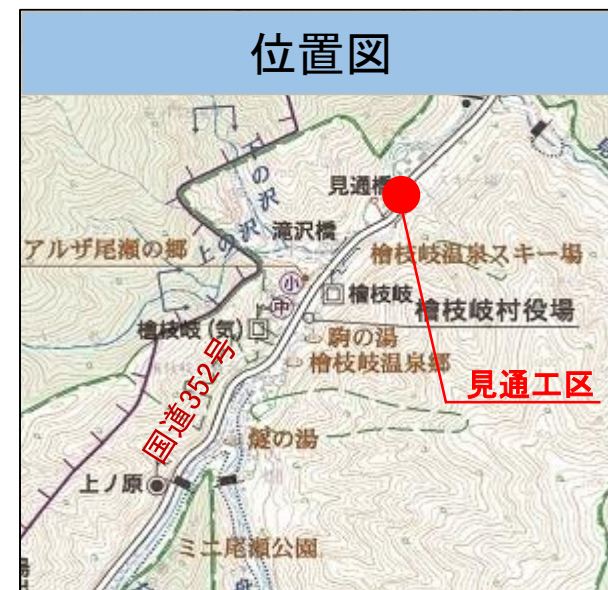 位置図
下の沢
上の沢
見通橋
滝沢橋
アルザ尾瀬の郷
檜枝岐温泉スキー場
小
中
檜枝岐
檜枝岐村役場
檜枝岐(気)
駒の湯
檜枝岐温泉郷
国道352号
見通工区
燧の湯
上ノ原
ミニ尾瀬公園